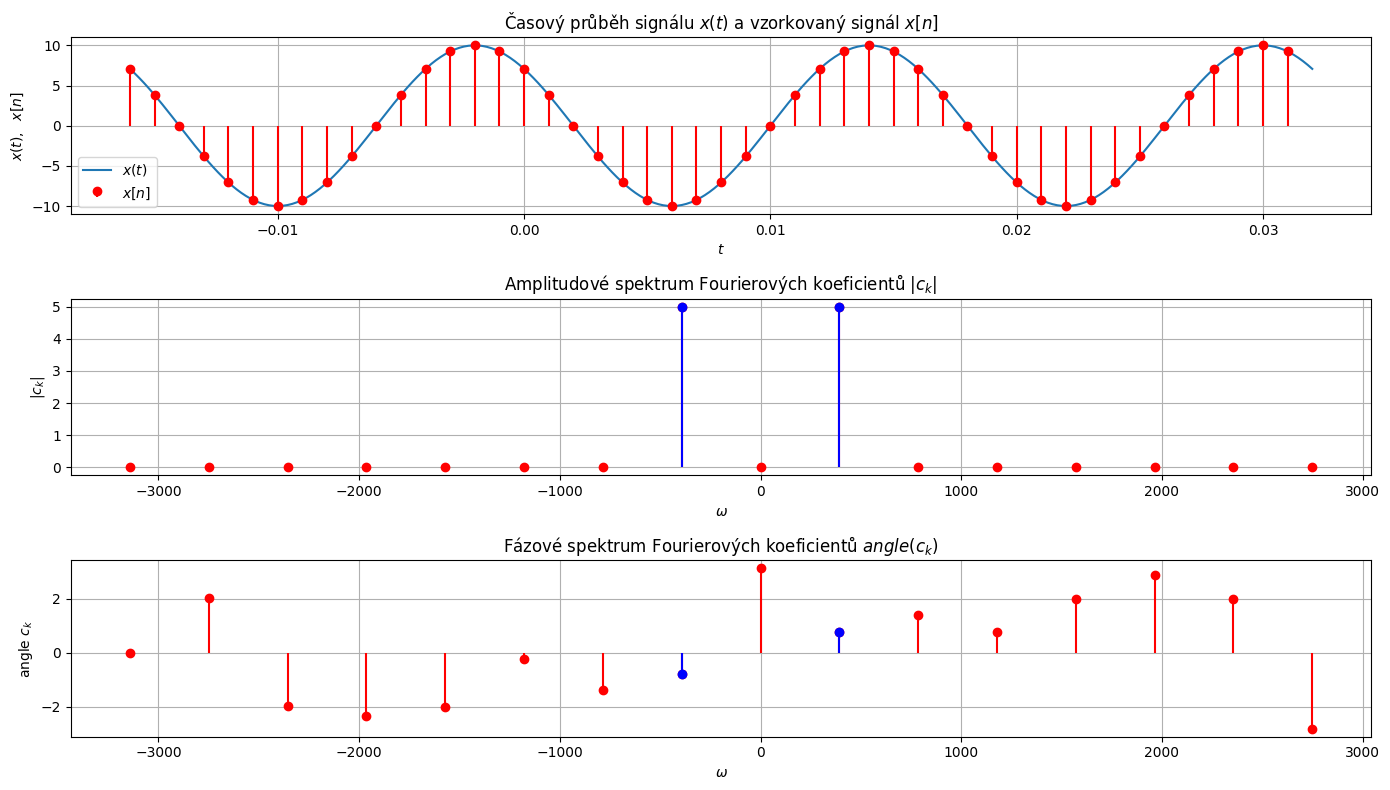 Časový průběh signálu x(t) a vzorkovaný signál x[n]
10
5
0
−5
−10
x(t), x[n]
x(t)
x[n]
−0.01 0.00 0.01 0.02 0.03
t
Amplitudové spektrum Fourierových koeficientů |c_k|
5
4
3
2
1
0
|c_k|
−3000 −2000 −1000 0 1000 2000 3000
ω
Fázové spektrum Fourierových koeficientů angle(c_k)
2
0
−2
angle c_k
−3000 −2000 −1000 0 1000 2000 3000
ω